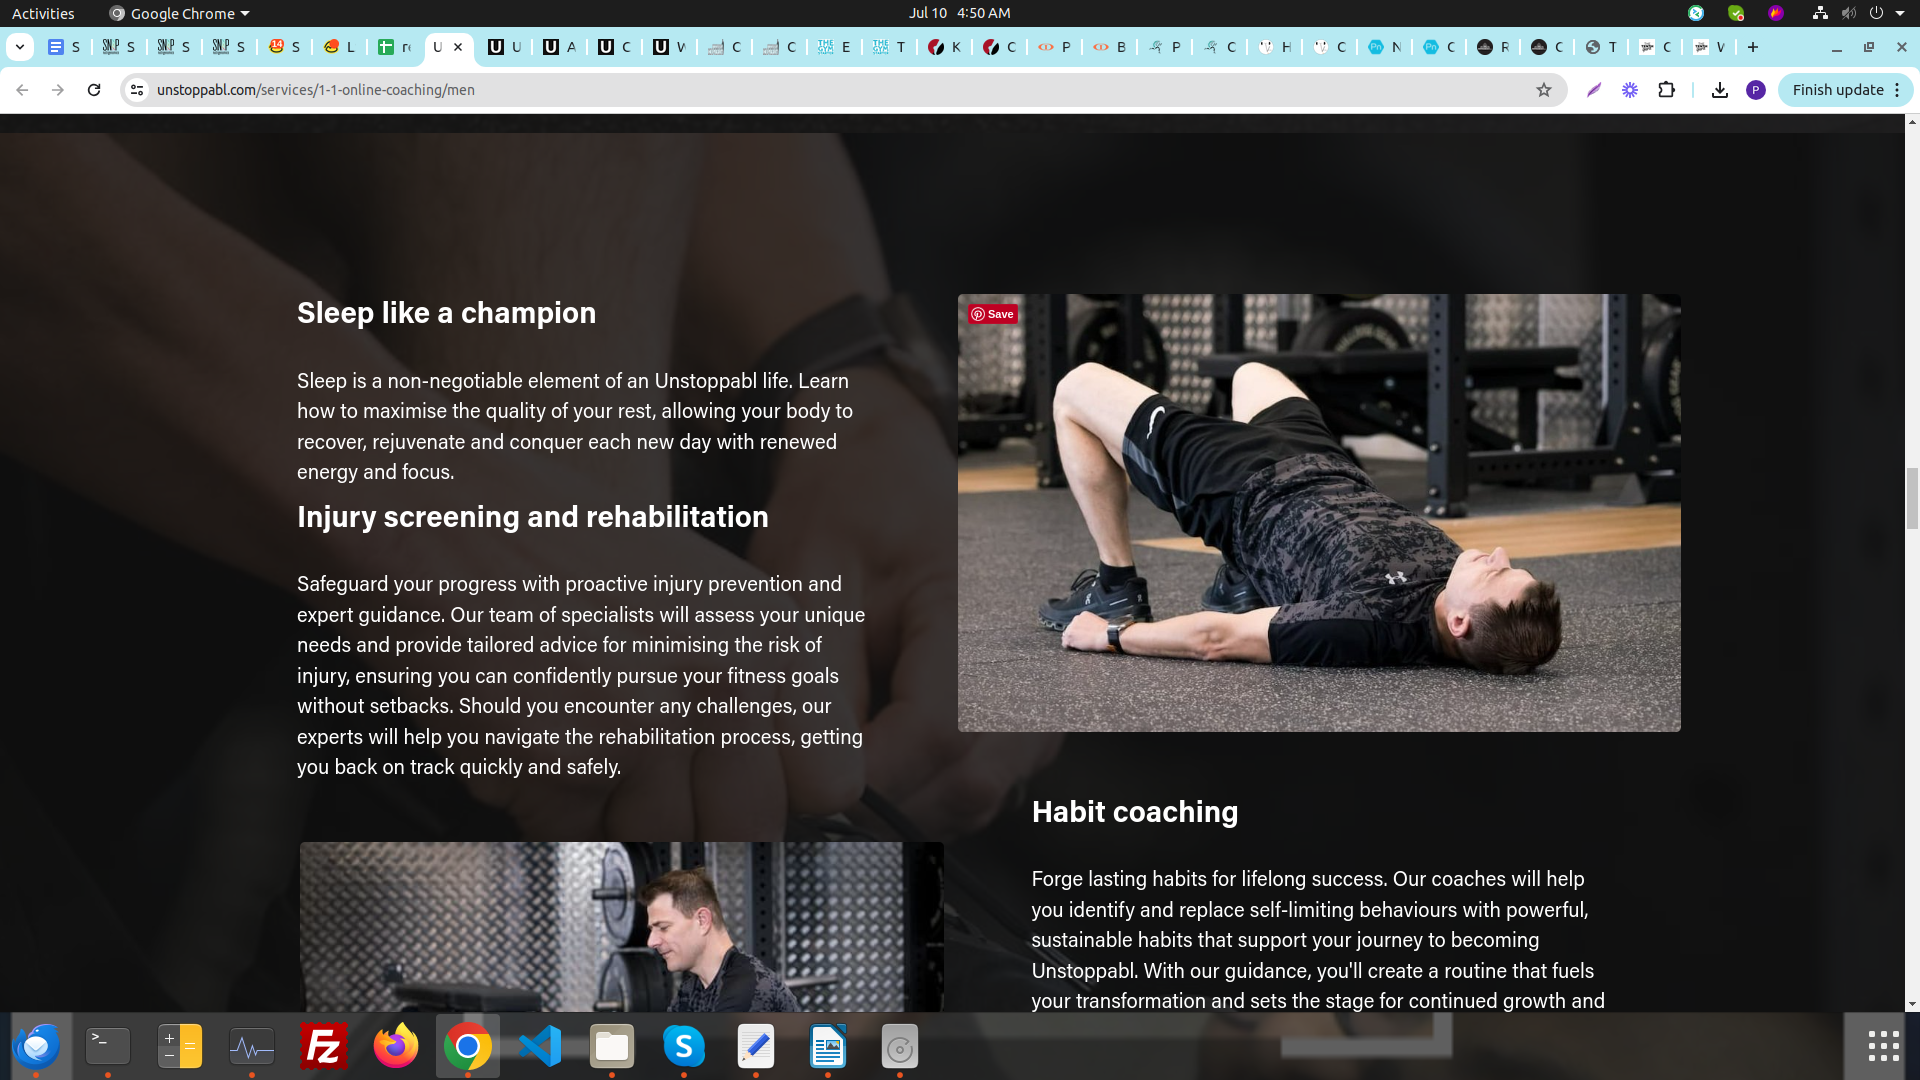 Activities
Google Chrome
Jul 10 4:50 AM
unstoppabl.com/services/1-1-online-coaching/men
Finish update
Sleep like a champion
Sleep is a non-negotiable element of an Unstoppabl life. Learn
how to maximise the quality of your rest, allowing your body to
recover, rejuvenate and conquer each new day with renewed
energy and focus.
Injury screening and rehabilitation
Safeguard your progress with proactive injury prevention and
expert guidance. Our team of specialists will assess your unique
needs and provide tailored advice for minimising the risk of
injury, ensuring you can confidently pursue your fitness goals
without setbacks. Should you encounter any challenges, our
experts will help you navigate the rehabilitation process, getting
you back on track quickly and safely.
Save
Habit coaching
Forge lasting habits for lifelong success. Our coaches will help
you identify and replace self-limiting behaviours with powerful,
sustainable habits that support your journey to becoming
Unstoppabl. With our guidance, you'll create a routine that fuels
your transformation and sets the stage for continued growth and